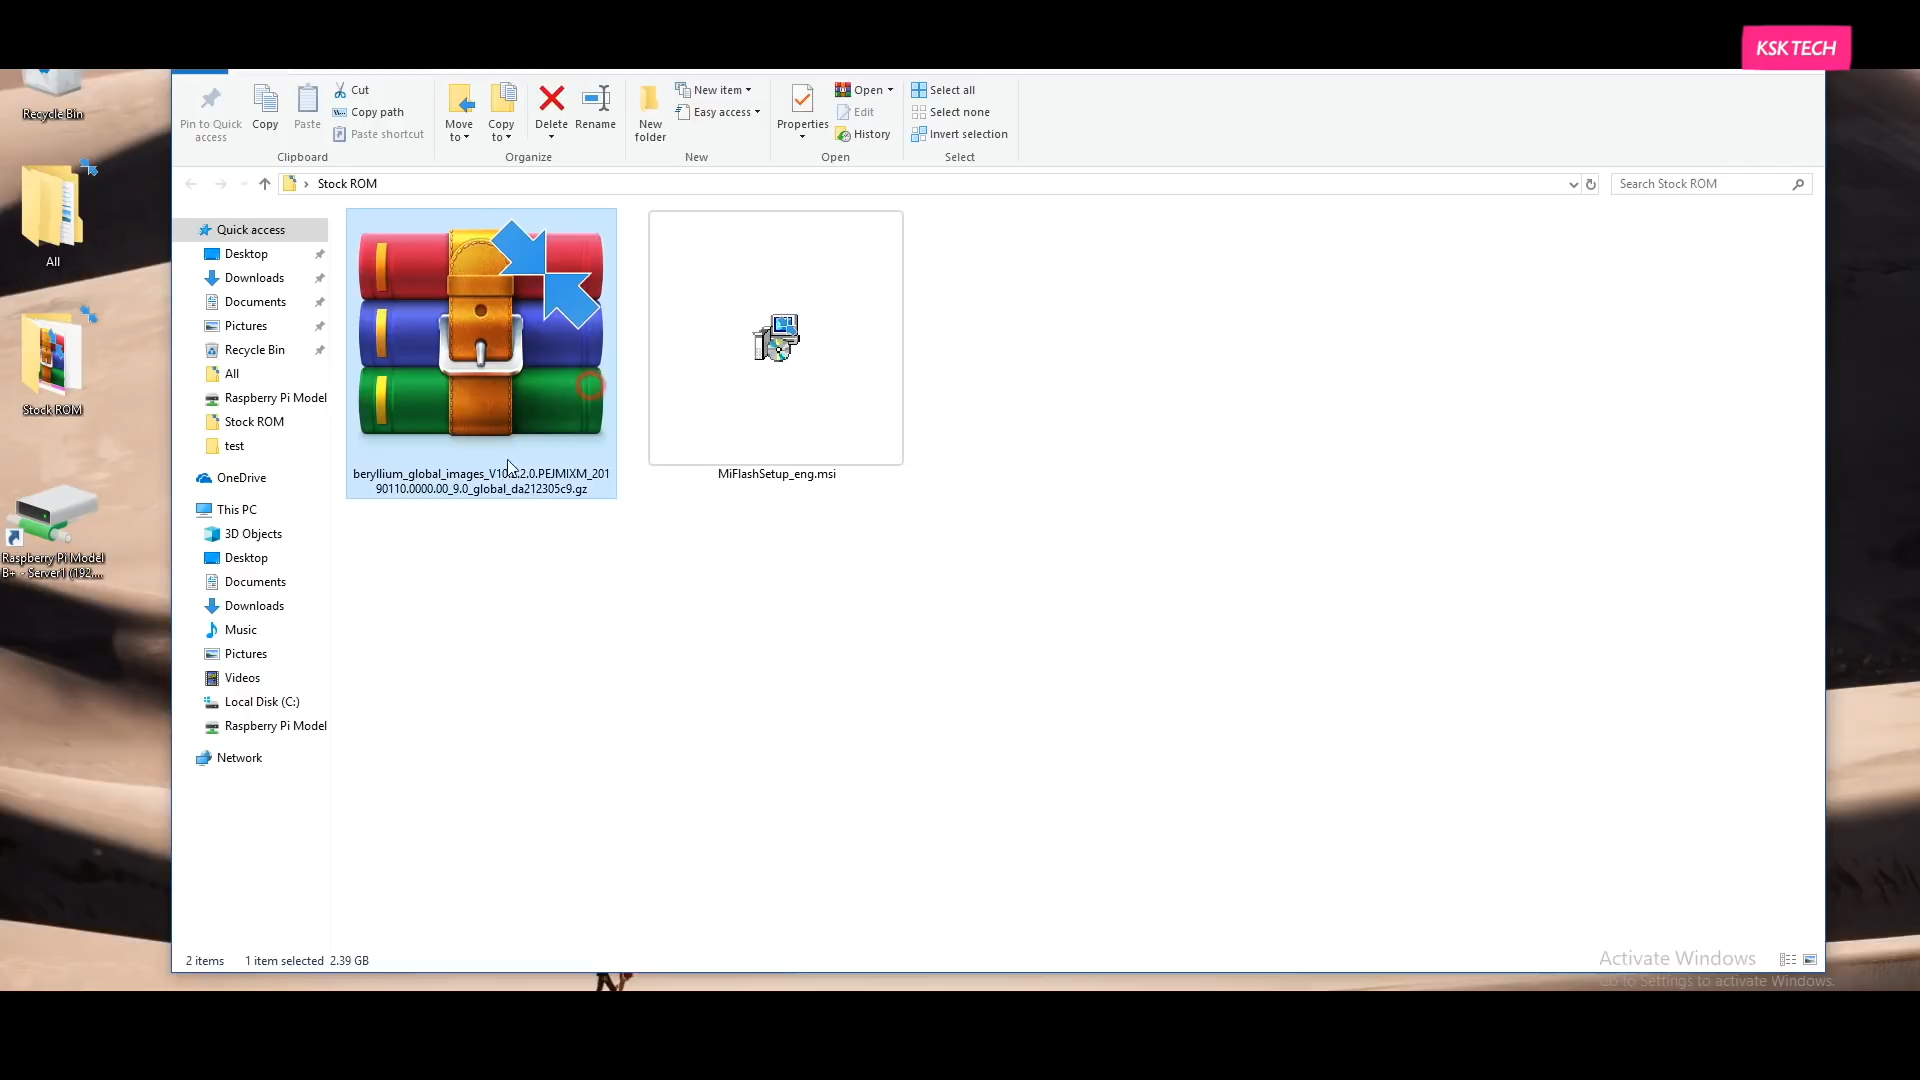 KSK TECH
Recycle Bin
All
Stock ROM
Raspberry Pi Model
B+ - Server1 (192....
Pin to Quick
access
Copy
Paste
Cut
Copy path
Paste shortcut
Clipboard
Move
to
Copy
to
Delete
Rename
Organize
New
folder
New item
Easy access
New
Properties
Open
Edit
History
Open
Select all
Select none
Invert selection
Select
Stock ROM
Search Stock ROM
Quick access
Desktop
Downloads
Documents
Pictures
Recycle Bin
All
Raspberry Pi Model
Stock ROM
test
OneDrive
This PC
3D Objects
Desktop
Documents
Downloads
Music
Pictures
Videos
Local Disk (C:)
Raspberry Pi Model
Network
201
90110.0000.00_9.0_global_da212305c9.gz
MiFlashSetup_eng.msi
2 items
1 item selected 2.39 GB
Activate Windows
Go to Settings to activate Windows.